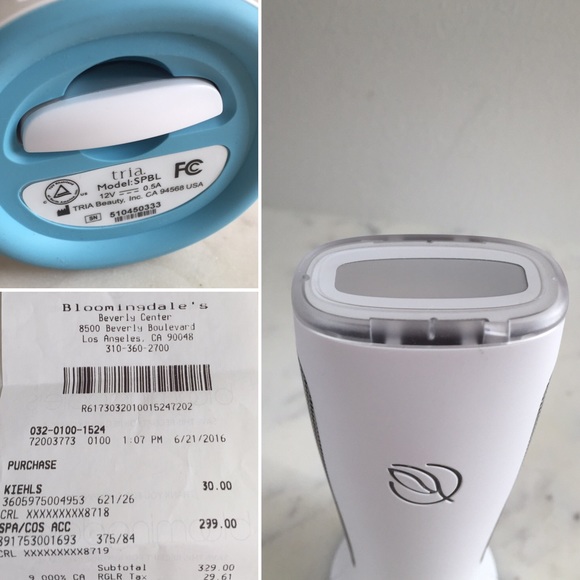 tria.
FC
Model:SPBL
12V 0.5A
TRIA Beauty, Inc. CA 94568 USA
SN 510450333
Bloomingdale's
Beverly Center
8500 Beverly Boulevard
Los Angeles, CA 90048
310-360-2700
R6173032010015247202
032-0100-1524
72003773 0100 1:07 PM 6/21/2016
PURCHASE
KIEHLS 30.00
3605975004953 621/26
CRL XXXXXXXXX8718
SPA/COS ACC 299.00
891753001693 375/84
CRL XXXXXXXXX8719
Subtotal 329.00
9.000% CA RGLR Tax 29.61